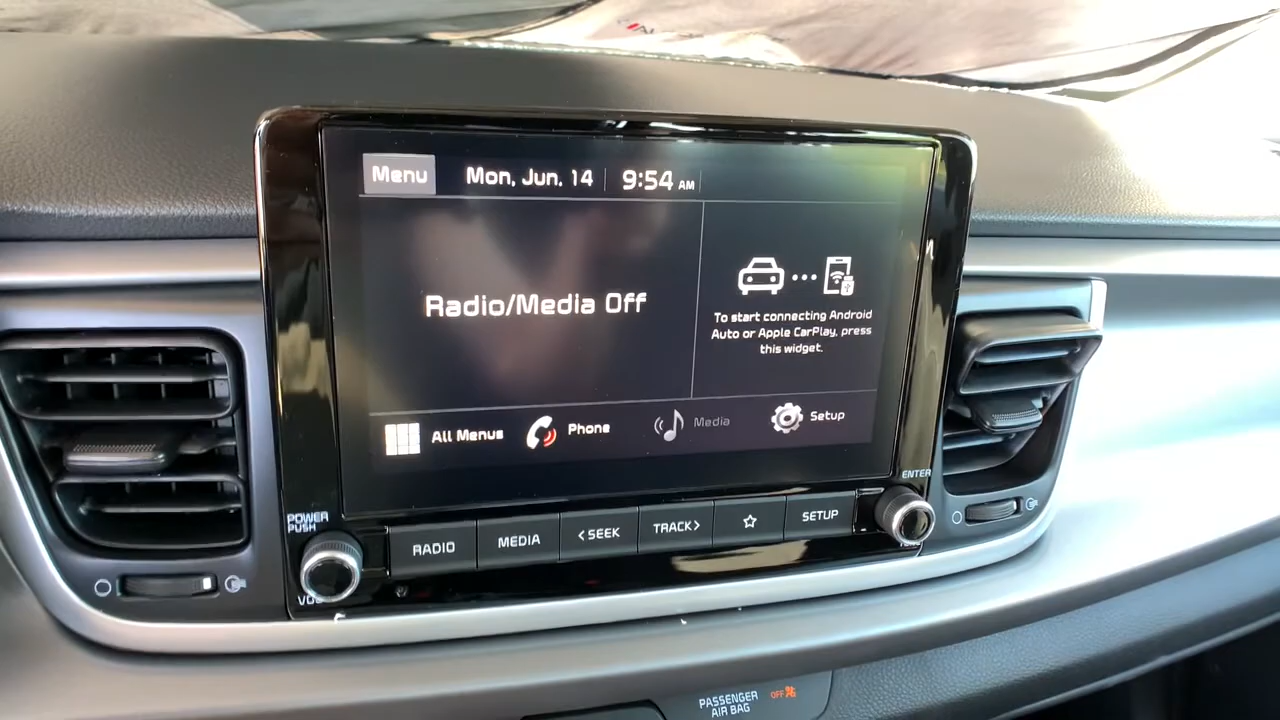 Menu
Mon, Jun, 14
9:54 AM
Radio/Media Off
To start connecting Android
Auto or Apple CarPlay, press
this widget.
All Menus
Phone
Media
Setup
POWER
PUSH
RADIO
MEDIA
<SEEK
TRACK>
SETUP
ENTER
PASSENGER
AIR BAG
OFF